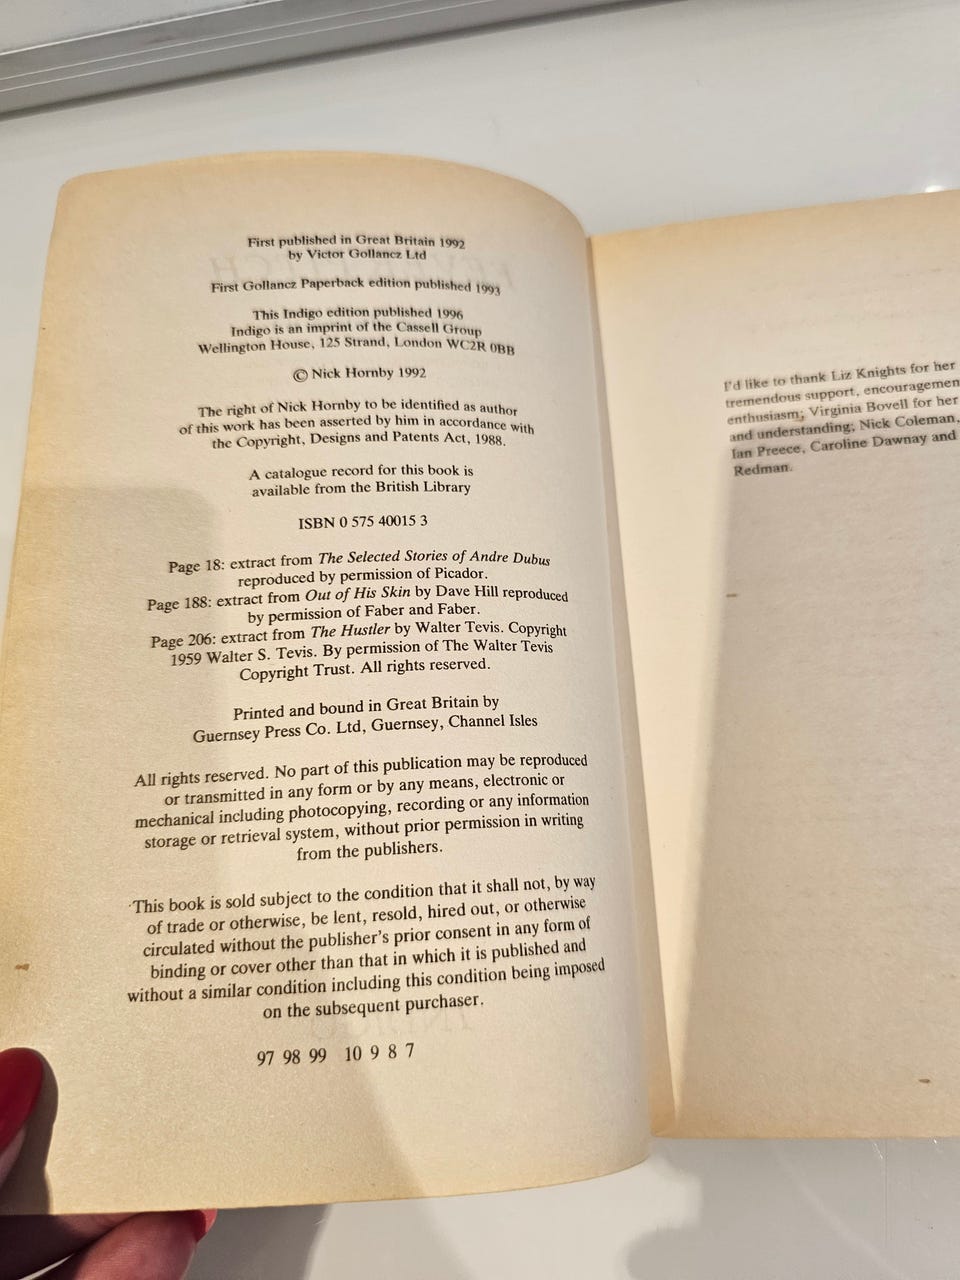 First published in Great Britain 1992
by Victor Gollancz Ltd
First Gollancz Paperback edition published 1993
This Indigo edition published 1996
Indigo is an imprint of the Cassell Group
Wellington House, 125 Strand, London WC2R 0BB
© Nick Hornby 1992
The right of Nick Hornby to be identified as author
of this work has been asserted by him in accordance with
the Copyright, Designs and Patents Act, 1988.
A catalogue record for this book is
available from the British Library
ISBN 0 575 40015 3
Page 18: extract from The Selected Stories of Andre Dubus
reproduced by permission of Picador.
Page 188: extract from Out of His Skin by Dave Hill reproduced
by permission of Faber and Faber.
Page 206: extract from The Hustler by Walter Tevis. Copyright
1959 Walter S. Tevis. By permission of The Walter Tevis
Copyright Trust. All rights reserved.
Printed and bound in Great Britain by
Guernsey Press Co. Ltd, Guernsey, Channel Isles
All rights reserved. No part of this publication may be reproduced
or transmitted in any form or by any means, electronic or
mechanical including photocopying, recording or any information
storage or retrieval system, without prior permission in writing
from the publishers.
This book is sold subject to the condition that it shall not, by way
of trade or otherwise, be lent, resold, hired out, or otherwise
circulated without the publisher's prior consent in any form of
binding or cover other than that in which it is published and
without a similar condition including this condition being imposed
on the subsequent purchaser.
97 98 99 10 9 8 7
I'd like to thank Liz Knights for her
tremendous support, encouragemen
enthusiasm; Virginia Bovell for her
and understanding; Nick Coleman,
Ian Preece, Caroline Dawnay and
Redman.